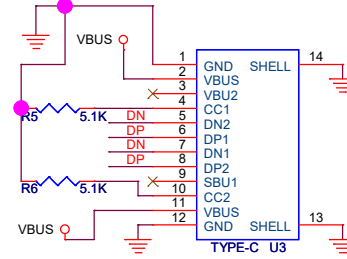 VBUS
1 GND SHELL 14
2 VBUS
3 VBU2
R5 5.1K 4 CC1
DN 5 DN2
DP 6 DP1
DN 7 DN1
DP 8 DP2
9 SBU1
R6 5.1K 10 CC2
11 VBUS
VBUS 12 GND SHELL 13
TYPE-C U3